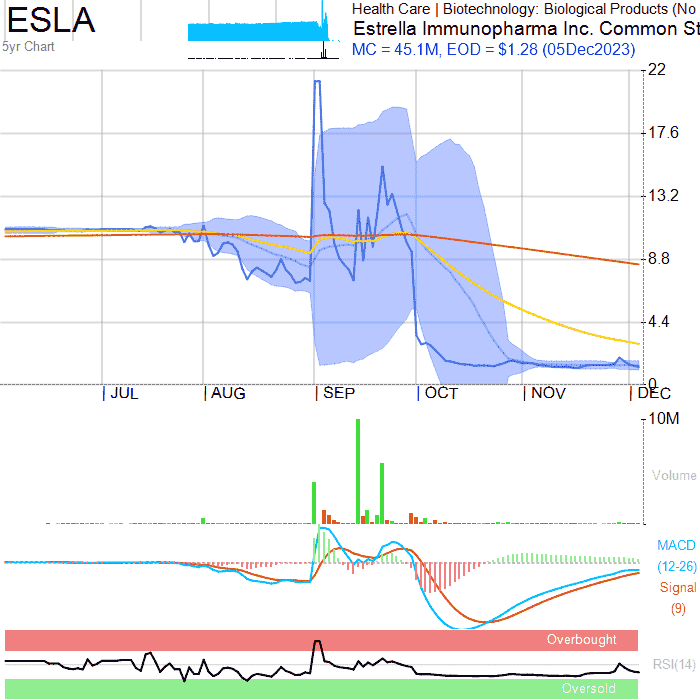 ESLA
5yr Chart
Health Care | Biotechnology: Biological Products (No
Estrella Immunopharma Inc. Common St
MC = 45.1M, EOD = $1.28 (05Dec2023)
22
17.6
13.2
8.8
4.4
0
JUL AUG SEP OCT NOV DEC
10M
Volume
MACD
(12-26)
Signal
(9)
Overbought
RSI(14)
Oversold